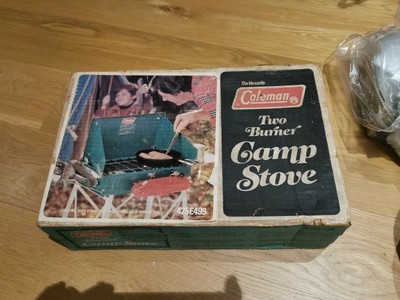 The Versatile
Coleman
Two
Burner
Camp
Stove
425E499